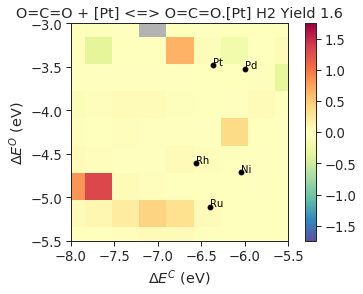 O=C=O + [Pt] <=> O=C=O.[Pt] H2 Yield 1.6
−3.0
−3.5
−4.0
−4.5
−5.0
−5.5
ΔE^O (eV)
Pt
Pd
Rh
Ni
Ru
−8.0 −7.5 −7.0 −6.5 −6.0 −5.5
ΔE^C (eV)
1.5
1.0
0.5
0.0
−0.5
−1.0
−1.5